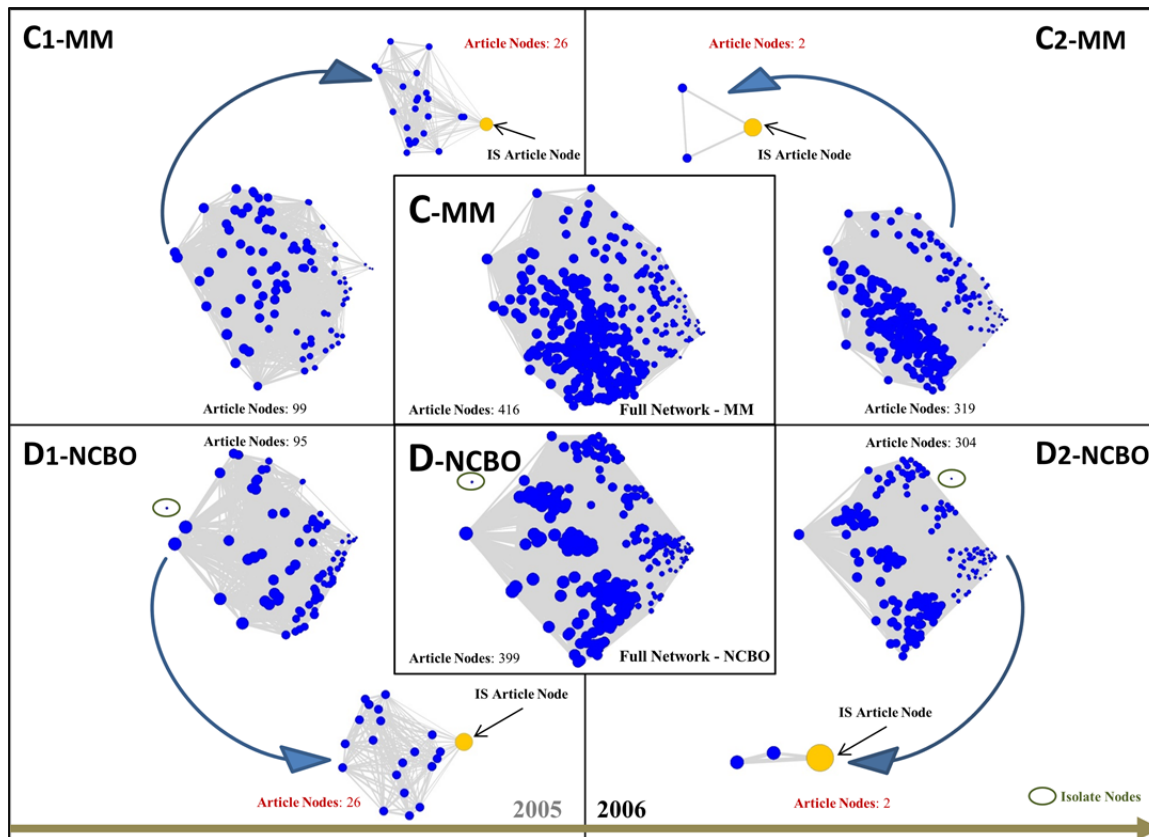 C1-MM
Article Nodes: 26
IS Article Node
Article Nodes: 99
Article Nodes: 2
C2-MM
IS Article Node
Article Nodes: 319
C-MM
Article Nodes: 416
Full Network - MM
D1-NCBO
Article Nodes: 95
IS Article Node
Article Nodes: 26
D-NCBO
Article Nodes: 399
Full Network - NCBO
Article Nodes: 304
D2-NCBO
IS Article Node
Article Nodes: 2
Isolate Nodes
2005
2006